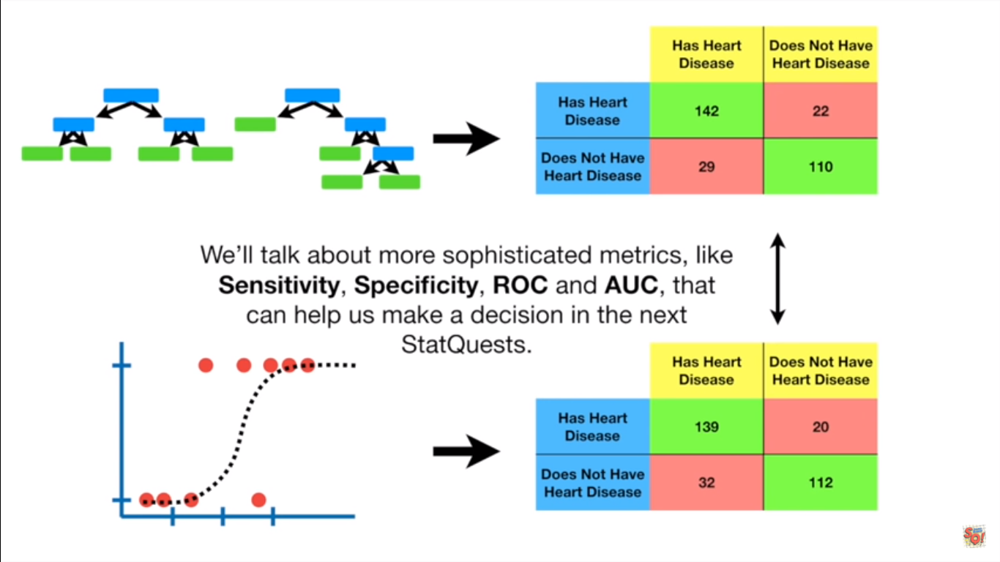 Has Heart
Disease
Does Not Have
Heart Disease
Has Heart
Disease
142
22
Does Not Have
Heart Disease
29
110
We'll talk about more sophisticated metrics, like
Sensitivity, Specificity, ROC and AUC, that
can help us make a decision in the next
StatQuests.
Has Heart
Disease
Does Not Have
Heart Disease
Has Heart
Disease
139
20
Does Not Have
Heart Disease
32
112
SQ!